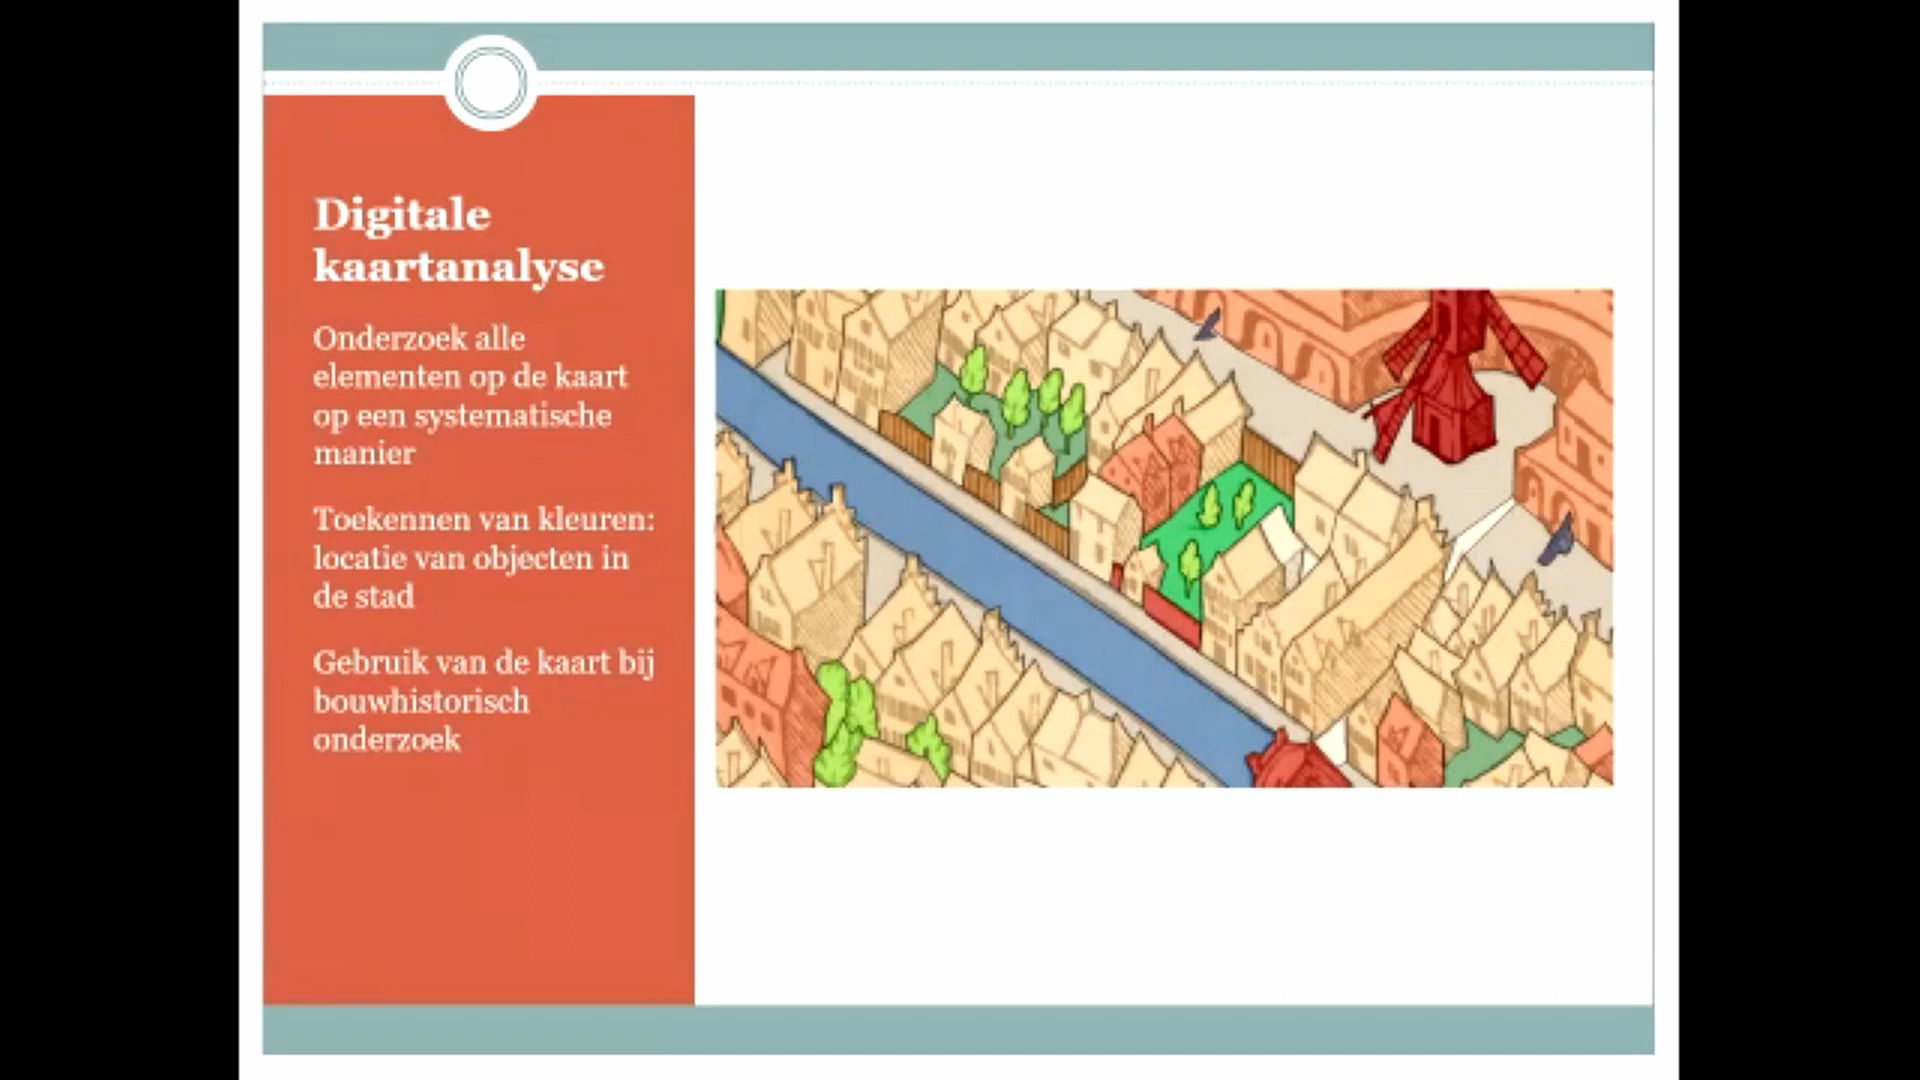 Digitale
kaartanalyse
Onderzoek alle
elementen op de kaart
op een systematische
manier
Toekennen van kleuren:
locatie van objecten in
de stad
Gebruik van de kaart bij
bouwhistorisch
onderzoek